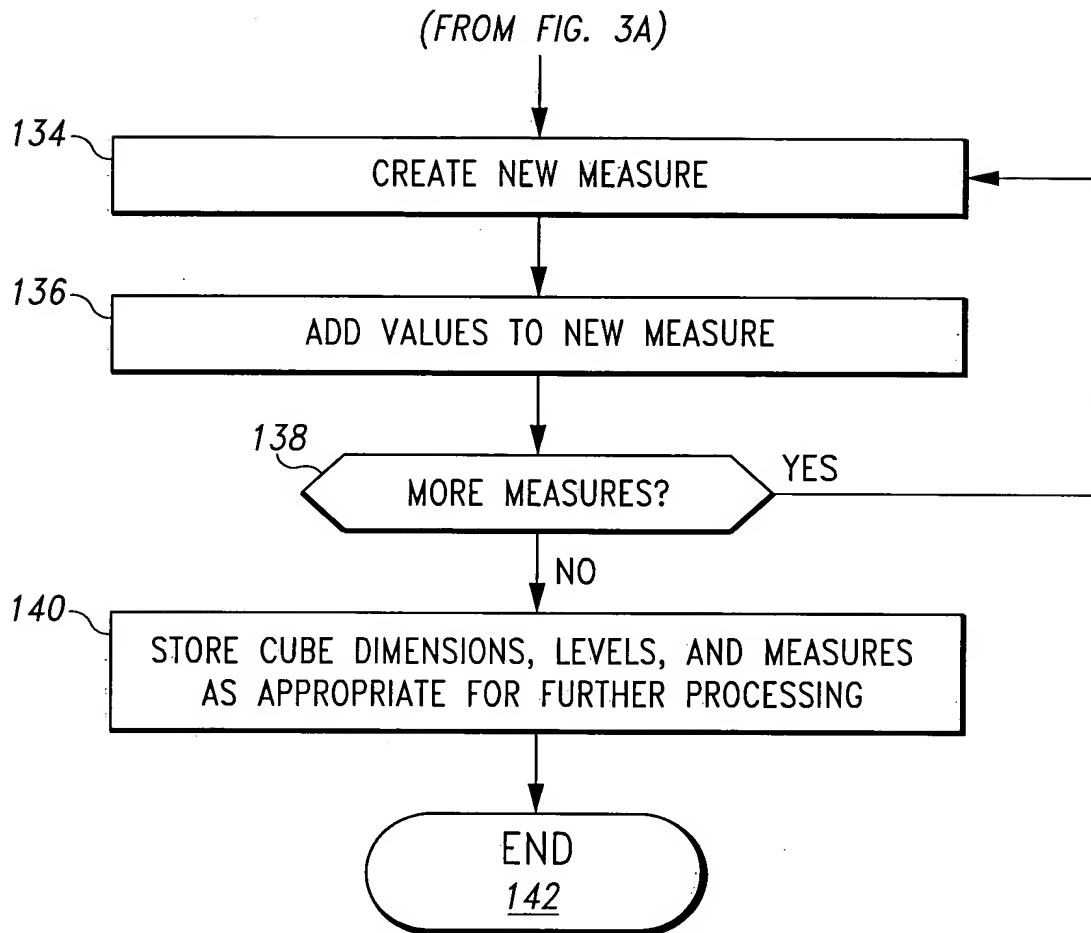 (FROM FIG. 3A)
134
CREATE NEW MEASURE
136
ADD VALUES TO NEW MEASURE
138
MORE MEASURES?
YES
NO
140
STORE CUBE DIMENSIONS, LEVELS, AND MEASURES
AS APPROPRIATE FOR FURTHER PROCESSING
END
142